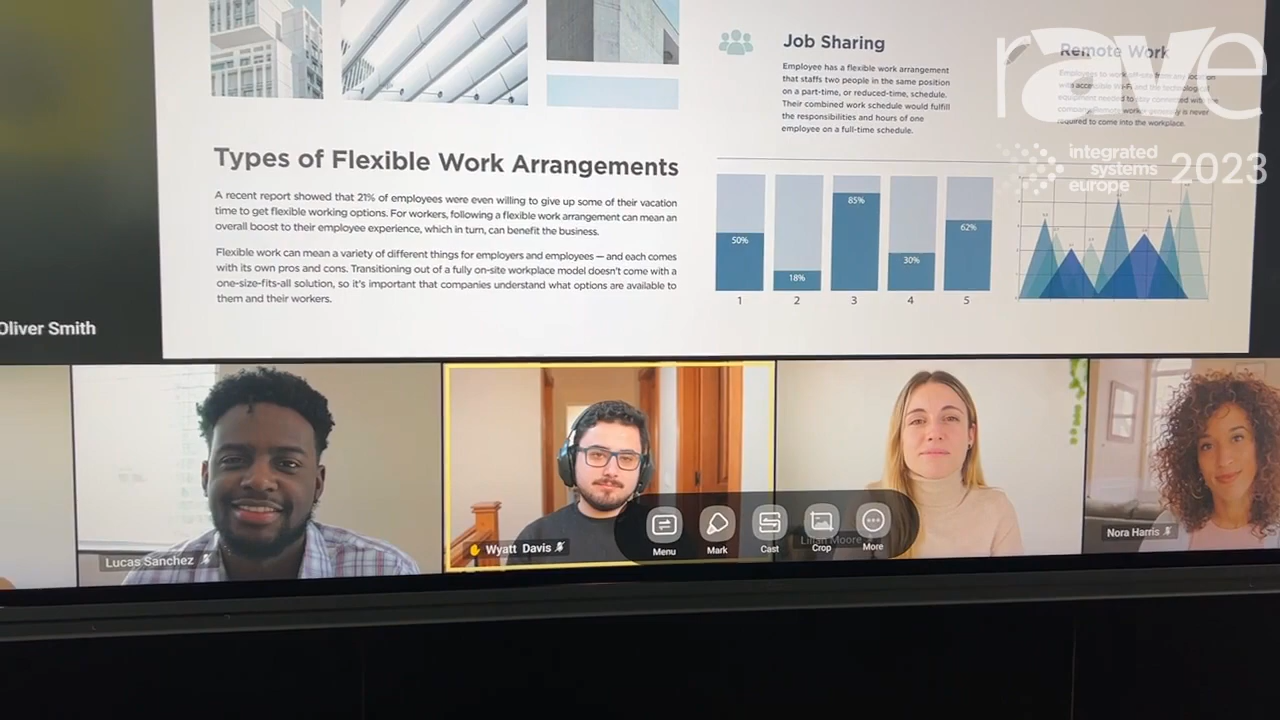 Job Sharing
Employee has a flexible work arrangement
that staffs two people in the same position
on a part-time, or reduced-time, schedule.
Their combined work schedule would fulfill
the responsibilities and hours of one
employee on a full-time schedule.
Remote Work
required to come into the workplace.
rave
integrated
systems
europe
2023
Types of Flexible Work Arrangements
A recent report showed that 21% of employees were even willing to give up some of their vacation
time to get flexible working options. For workers, following a flexible work arrangement can mean an
overall boost to their employee experience, which in turn, can benefit the business.
Flexible work can mean a variety of different things for employers and employees — and each comes
with its own pros and cons. Transitioning out of a fully on-site workplace model doesn't come with a
one-size-fits-all solution, so it's important that companies understand what options are available to
them and their workers.
50%
18%
85%
30%
62%
1 2 3 4 5
Oliver Smith
Lucas Sanchez
Wyatt Davis
Lilian Moore
Nora Harris
Menu Mark Cast Crop More